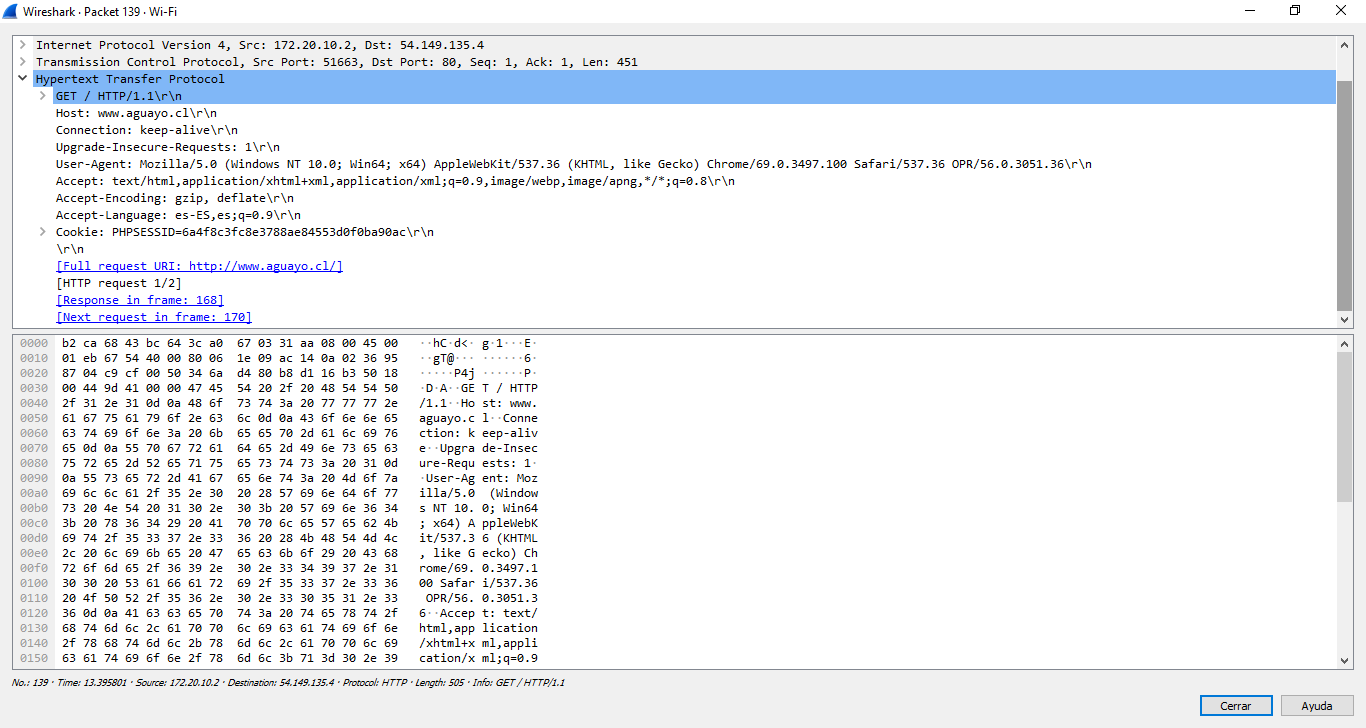 Wireshark · Packet 139 · Wi-Fi
Internet Protocol Version 4, Src: 172.20.10.2, Dst: 54.149.135.4
Transmission Control Protocol, Src Port: 51663, Dst Port: 80, Seq: 1, Ack: 1, Len: 451
Hypertext Transfer Protocol
GET / HTTP/1.1\r\n
Host: www.aguayo.cl\r\n
Connection: keep-alive\r\n
Upgrade-Insecure-Requests: 1\r\n
User-Agent: Mozilla/5.0 (Windows NT 10.0; Win64; x64) AppleWebKit/537.36 (KHTML, like Gecko) Chrome/69.0.3497.100 Safari/537.36 OPR/56.0.3051.36\r\n
Accept: text/html,application/xhtml+xml,application/xml;q=0.9,image/webp,image/apng,*/*;q=0.8\r\n
Accept-Encoding: gzip, deflate\r\n
Accept-Language: es-ES,es;q=0.9\r\n
Cookie: PHPSESSID=6a4f8c3fc8e3788ae84553d0f0ba90ac\r\n
\r\n
[Full request URI: http://www.aguayo.cl/]
[HTTP request 1/2]
[Response in frame: 168]
[Next request in frame: 170]
0000 b2 ca 68 43 bc 64 3c a0 67 03 31 aa 08 00 45 00 ··hC·d<· g·1···E·
0010 01 eb 67 54 40 00 80 06 1e 09 ac 14 0a 02 36 95 ··gT@··· ······6·
0020 87 04 c9 cf 00 50 34 6a d4 80 b8 d1 16 b3 50 18 ·····P4j ······P·
0030 00 44 9d 41 00 00 47 45 54 20 2f 20 48 54 54 50 ·D·A··GE T / HTTP
0040 2f 31 2e 31 0d 0a 48 6f 73 74 3a 20 77 77 77 2e /1.1··Ho st: www.
0050 61 67 75 61 79 6f 2e 63 6c 0d 0a 43 6f 6e 6e 65 aguayo.c l··Conne
0060 63 74 69 6f 6e 3a 20 6b 65 65 70 2d 61 6c 69 76 ction: k eep-aliv
0070 65 0d 0a 55 70 67 72 61 64 65 2d 49 6e 73 65 63 e··Upgra de-Insec
0080 75 72 65 2d 52 65 71 75 65 73 74 73 3a 20 31 0d ure-Requ ests: 1·
0090 0a 55 73 65 72 2d 41 67 65 6e 74 3a 20 4d 6f 7a ·User-Ag ent: Moz
00a0 69 6c 6c 61 2f 35 2e 30 20 28 57 69 6e 64 6f 77 illa/5.0 (Window
00b0 73 20 4e 54 20 31 30 2e 30 3b 20 57 69 6e 36 34 s NT 10. 0; Win64
00c0 3b 20 78 36 34 29 20 41 70 70 6c 65 57 65 62 4b ; x64) A ppleWebK
00d0 69 74 2f 35 33 37 2e 33 36 20 28 4b 48 54 4d 4c it/537.3 6 (KHTML
00e0 2c 20 6c 69 6b 65 20 47 65 63 6b 6f 29 20 43 68 , like G ecko) Ch
00f0 72 6f 6d 65 2f 36 39 2e 30 2e 33 34 39 37 2e 31 rome/69. 0.3497.1
0100 30 30 20 53 61 66 61 72 69 2f 35 33 37 2e 33 36 00 Safar i/537.36
0110 20 4f 50 52 2f 35 36 2e 30 2e 33 30 35 31 2e 33 OPR/56. 0.3051.3
0120 36 0d 0a 41 63 63 65 70 74 3a 20 74 65 78 74 2f 6··Accep t: text/
0130 68 74 6d 6c 2c 61 70 70 6c 69 63 61 74 69 6f 6e html,app lication
0140 2f 78 68 74 6d 6c 2b 78 6d 6c 2c 61 70 70 6c 69 /xhtml+x ml,appli
0150 63 61 74 69 6f 6e 2f 78 6d 6c 3b 71 3d 30 2e 39 cation/x ml;q=0.9
No.: 139 · Time: 13.395801 · Source: 172.20.10.2 · Destination: 54.149.135.4 · Protocol: HTTP · Length: 505 · Info: GET / HTTP/1.1
Cerrar
Ayuda